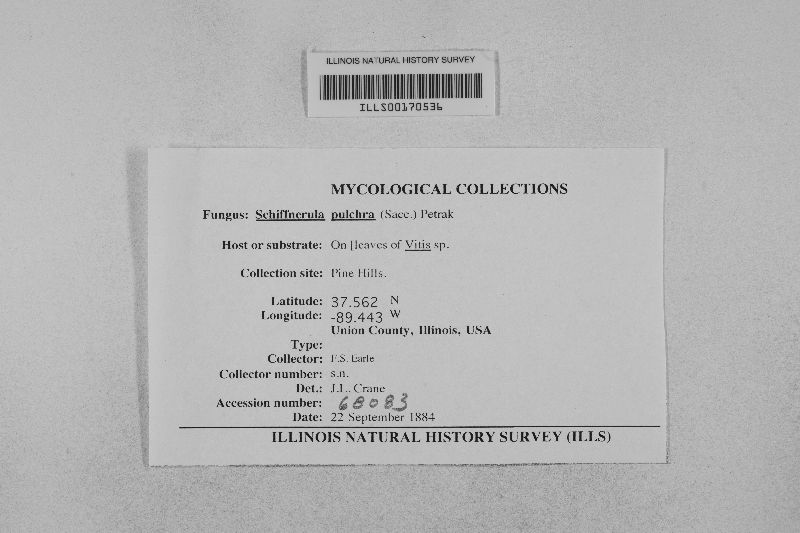 ILLINOIS NATURAL HISTORY SURVEY
ILLS00170536
MYCOLOGICAL COLLECTIONS
Fungus: Schiffnerula pulchra (Sacc.) Petrak
Host or substrate: On [leaves of Vitis sp.
Collection site: Pine Hills.
Latitude: 37.562 N
Longitude: -89.443 W
Union County, Illinois, USA
Type:
Collector: F.S. Earle
Collector number: s.n.
Det.: J.L. Crane
Accession number: 68083
Date: 22 September 1884
ILLINOIS NATURAL HISTORY SURVEY (ILLS)